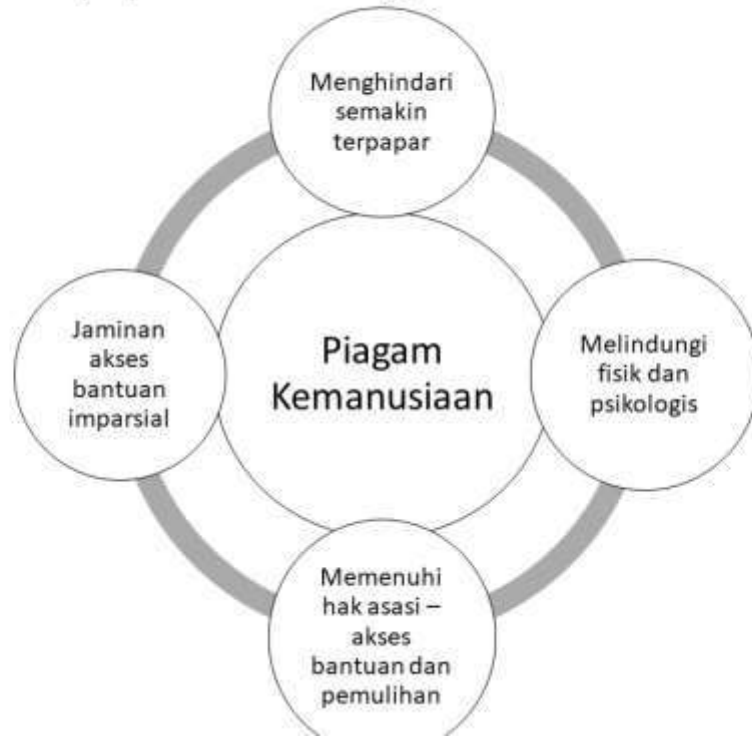 Menghindari
semakin
terpapar
Jaminan
akses
bantuan
imparsial
Piagam
Kemanusiaan
Melindungi
fisik dan
psikologis
Memenuhi
hak asasi –
akses
bantuan dan
pemulihan